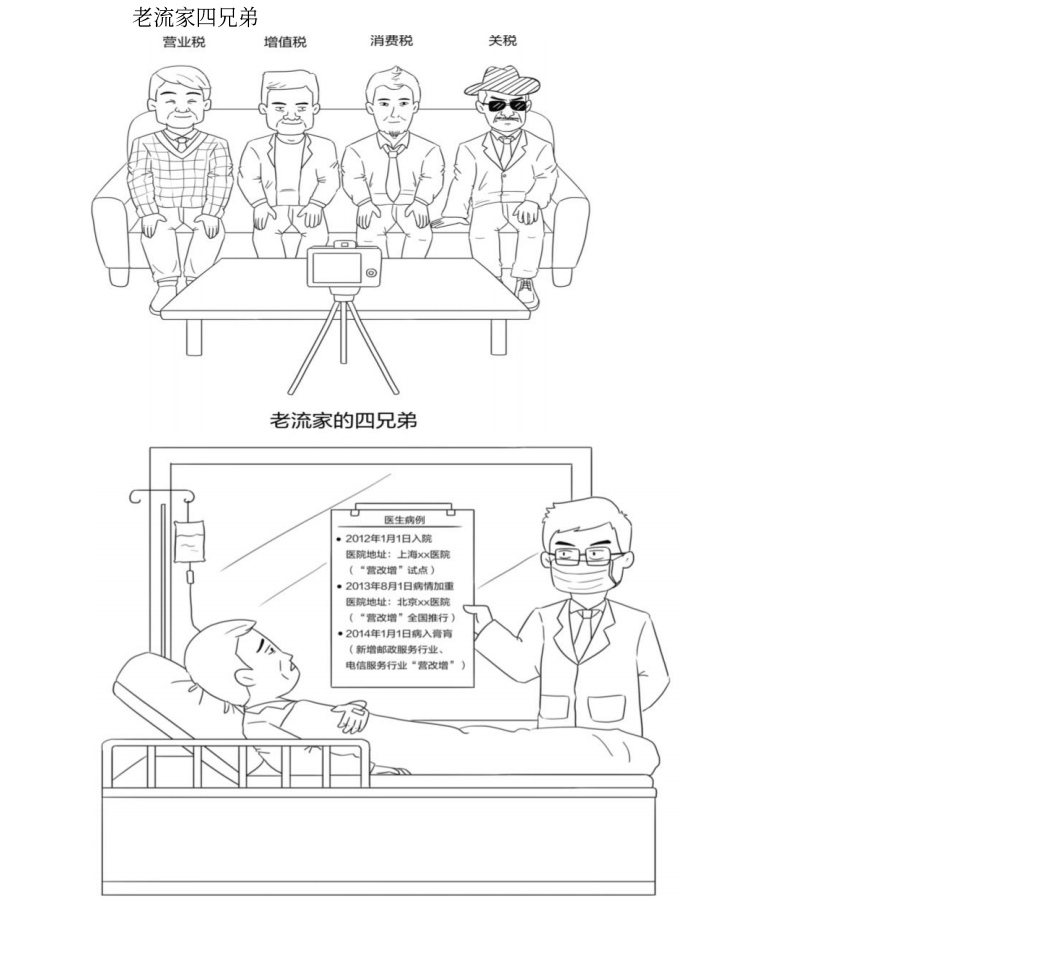 老流家四兄弟
营业税 增值税 消费税 关税
老流家的四兄弟
医生病例
• 2012年1月1日入院
医院地址：上海xx医院
（“营改增”试点）
• 2013年8月1日病情加重
医院地址：北京xx医院
（“营改增”全国推行）
• 2014年1月1日病入膏肓
（新增邮政服务行业、
电信服务行业“营改增”）